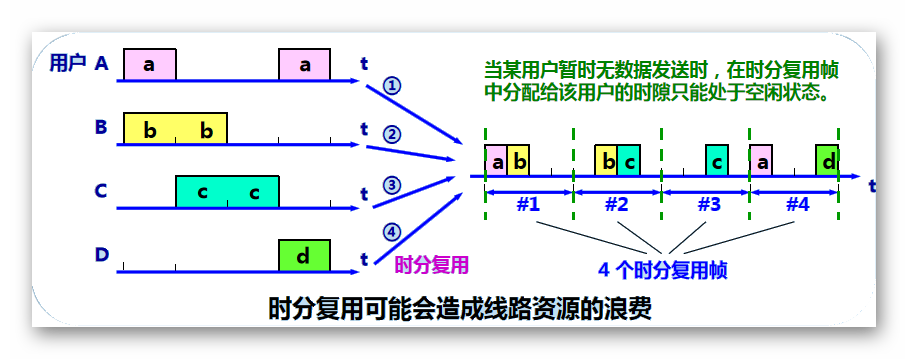 用户 A a a t
当某用户暂时无数据发送时，在时分复用帧
中分配给该用户的时隙只能处于空闲状态。
①
B b b t
②
a b b c c a d t
C c c t
③
#1 #2 #3 #4
④
D d t
时分复用
4 个时分复用帧
时分复用可能会造成线路资源的浪费